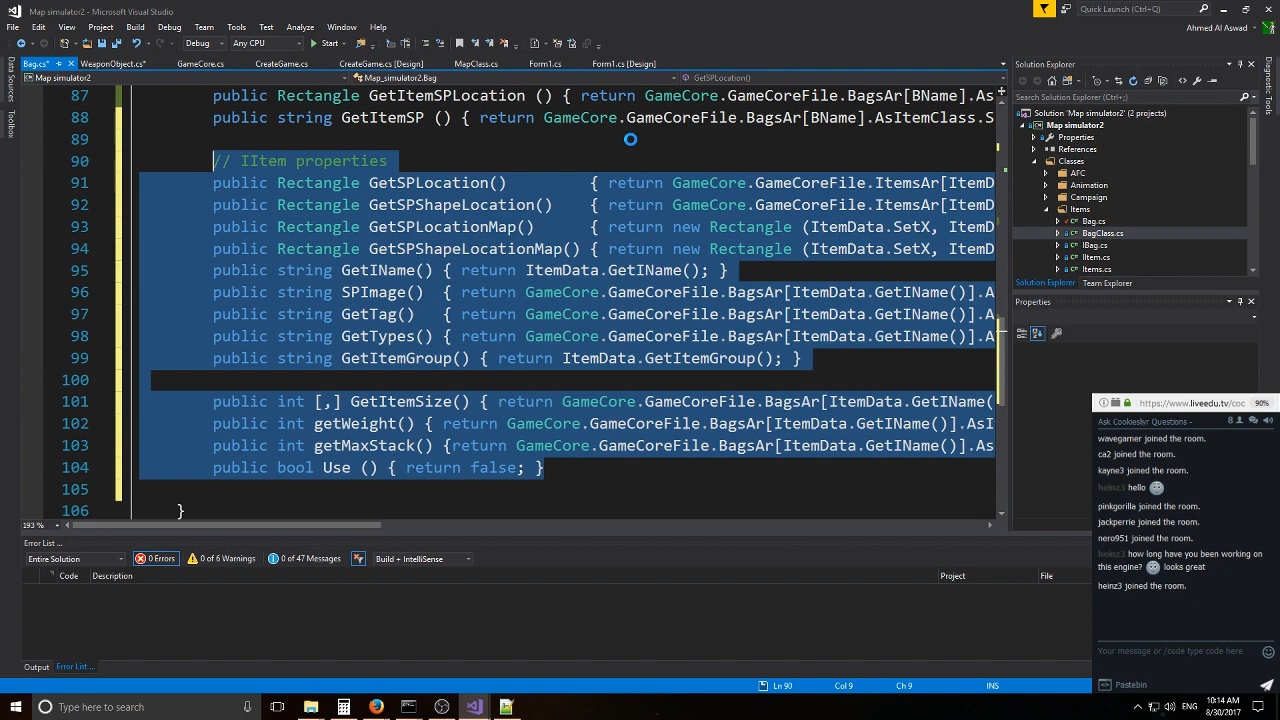 Map simulator2 - Microsoft Visual Studio
Quick Launch (Ctrl+Q)
File Edit View Project Build Debug Team Tools Test Analyze Window Help
Ahmed Al Aswad
Debug Any CPU Start
Bag.cs* WeaponObject.cs* GameCore.cs CreateGame.cs CreateGame.cs [Design] MapClass.cs Form1.cs Form1.cs [Design]
Map simulator2 Map_simulator2.Bag GetSPLocation()
Data Sources
Toolbox
87 public Rectangle GetItemSPLocation () { return GameCore.GameCoreFile.BagsAr[BName].As
88 public string GetItemSP () { return GameCore.GameCoreFile.BagsAr[BName].AsItemClass.S
89
90 // IItem properties
91 public Rectangle GetSPLocation() { return GameCore.GameCoreFile.ItemsAr[ItemD
92 public Rectangle GetSPShapeLocation() { return GameCore.GameCoreFile.ItemsAr[ItemD
93 public Rectangle GetSPLocationMap() { return new Rectangle (ItemData.SetX, ItemD
94 public Rectangle GetSPShapeLocationMap() { return new Rectangle (ItemData.SetX, ItemD
95 public string GetIName() { return ItemData.GetIName(); }
96 public string SPImage() { return GameCore.GameCoreFile.BagsAr[ItemData.GetIName()].A
97 public string GetTag() { return GameCore.GameCoreFile.BagsAr[ItemData.GetIName()].A
98 public string GetTypes() { return GameCore.GameCoreFile.BagsAr[ItemData.GetIName()].A
99 public string GetItemGroup() { return ItemData.GetItemGroup(); }
100
101 public int [,] GetItemSize() { return GameCore.GameCoreFile.BagsAr[ItemData.GetIName(
102 public int getWeight() { return GameCore.GameCoreFile.BagsAr[ItemData.GetIName()].AsI
103 public int getMaxStack() {return GameCore.GameCoreFile.BagsAr[ItemData.GetIName()].As
104 public bool Use () { return false; }
105
106 }
193 %
Error List ...
Entire Solution 0 Errors 0 of 6 Warnings 0 of 47 Messages Build + IntelliSense
Code Description Project File
Output Error List ...
Ln 90 Col 9 Ch 9 INS
Solution Explorer
Search Solution Explorer (Ctrl+;)
Solution 'Map simulator2' (2 projects)
Map simulator2
Properties
References
Classes
AFC
Animation
Campaign
Items
Bag.cs
BagClass.cs
IBag.cs
IItem.cs
Items.cs
Solution Explorer Team Explorer
Properties
Diagnostic Tools
https://www.liveedu.tv/coc 90%
Ask Cookiesliyr Questions - 8
wavegamer joined the room.
ca2 joined the room.
kayne3 joined the room.
heinz3 hello
pinkgorilla joined the room.
jackperrie joined the room.
nero951 joined the room.
heinz3 how long have you been working on
this engine? looks great
heinz3 joined the room.
Your message or /code type code here
Pastebin
Type here to search
ENG
10:14 AM
8/30/2017